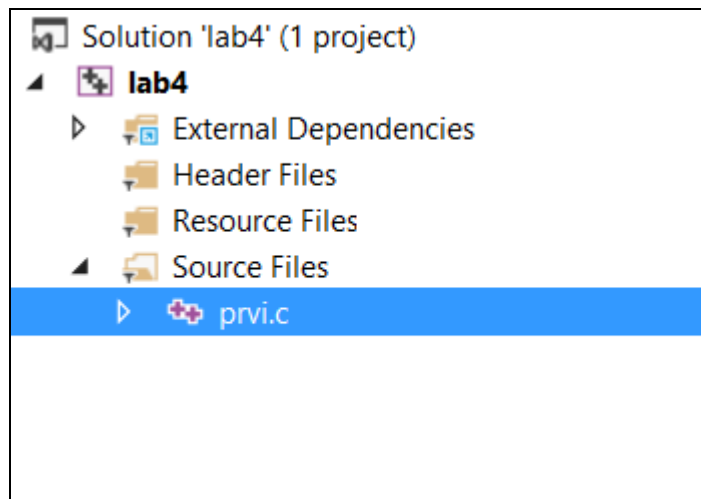 Solution 'lab4' (1 project)
lab4
External Dependencies
Header Files
Resource Files
Source Files
prvi.c